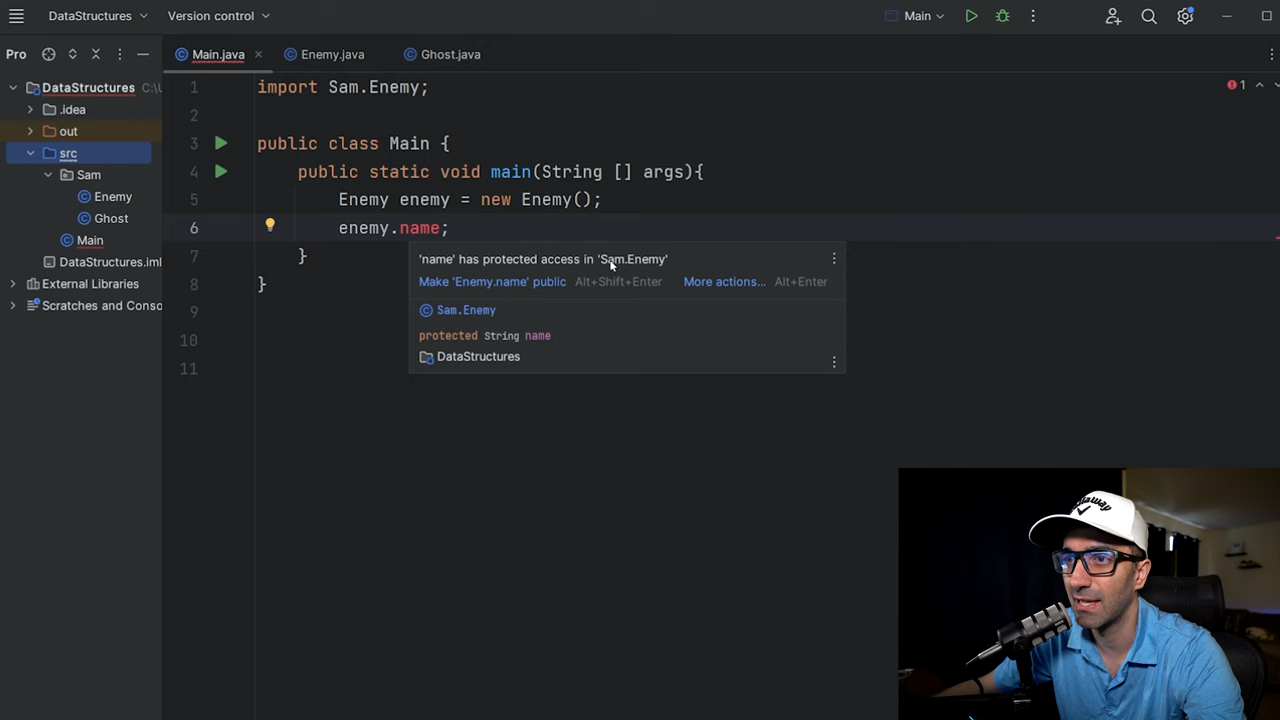 DataStructures
Version control
Main
Pro
Main.java
Enemy.java
Ghost.java
DataStructures C:\U
.idea
out
src
Sam
Enemy
Ghost
Main
DataStructures.iml
External Libraries
Scratches and Conso
1 import Sam.Enemy;
2
3 public class Main {
4 public static void main(String [] args){
5 Enemy enemy = new Enemy();
6 enemy.name;
7 }
8 }
9
10
11
1
'name' has protected access in 'Sam.Enemy'
Make 'Enemy.name' public Alt+Shift+Enter More actions... Alt+Enter
Sam.Enemy
protected String name
DataStructures